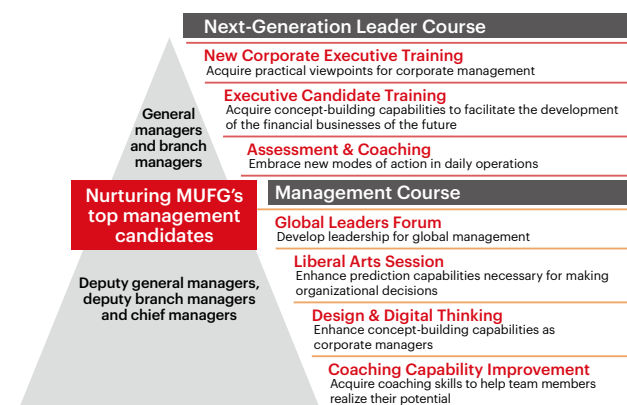 Next-Generation Leader Course
New Corporate Executive Training
Acquire practical viewpoints for corporate management
Executive Candidate Training
Acquire concept-building capabilities to facilitate the development
of the financial businesses of the future
General
managers
and branch
managers
Assessment & Coaching
Embrace new modes of action in daily operations
Nurturing MUFG's
top management
candidates
Management Course
Global Leaders Forum
Develop leadership for global management
Liberal Arts Session
Enhance prediction capabilities necessary for making
organizational decisions
Deputy general managers,
deputy branch managers
and chief managers
Design & Digital Thinking
Enhance concept-building capabilities as
corporate managers
Coaching Capability Improvement
Acquire coaching skills to help team members
realize their potential